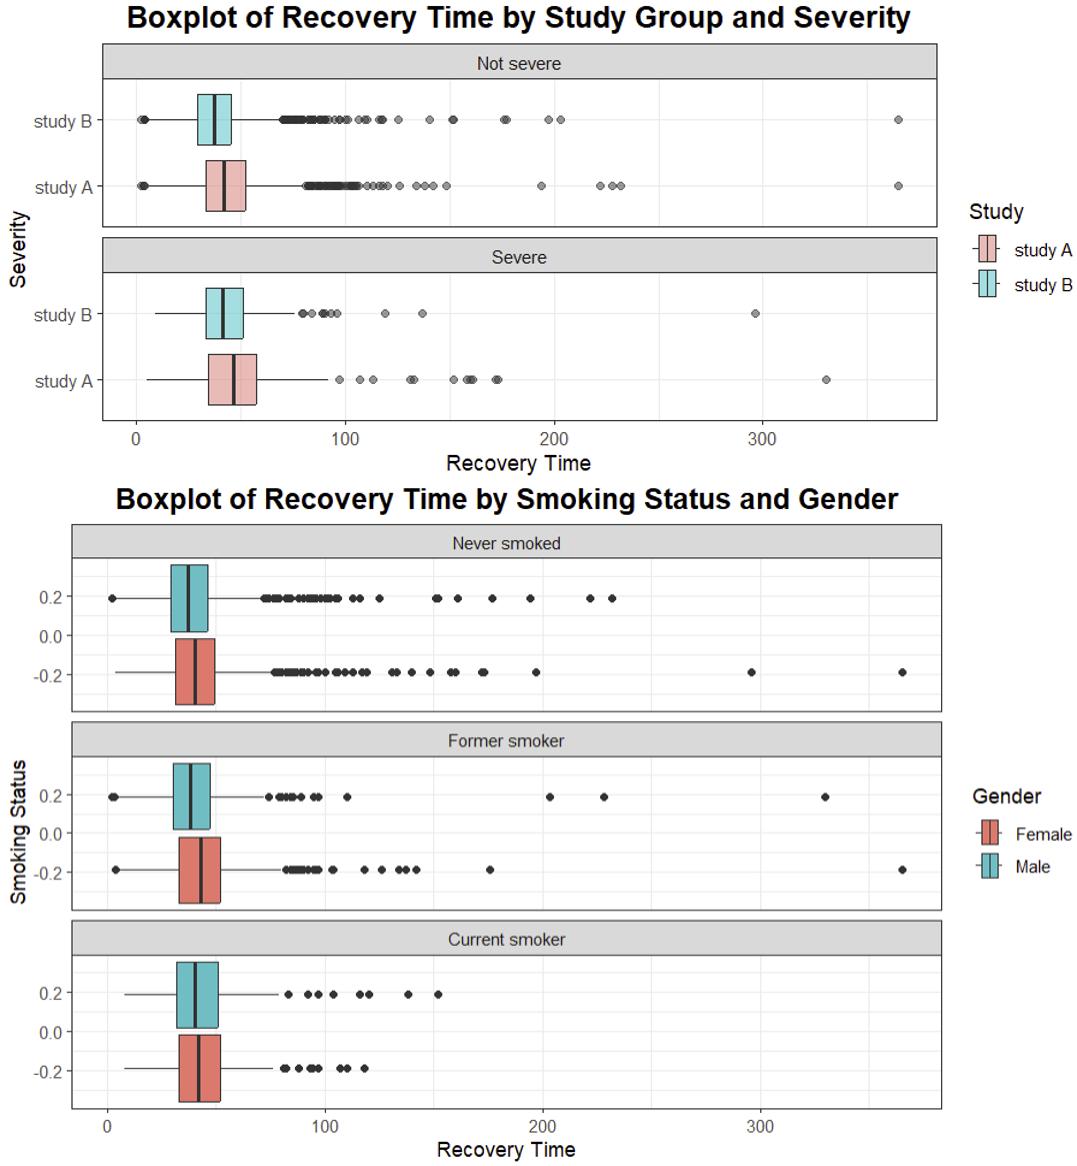 Boxplot of Recovery Time by Study Group and Severity
Not severe
study B
study A
Severe
study B
study A
Severity
0 100 200 300
Recovery Time
Study
study A
study B
Boxplot of Recovery Time by Smoking Status and Gender
Never smoked
0.2
0.0
-0.2
Former smoker
0.2
0.0
-0.2
Current smoker
0.2
0.0
-0.2
Smoking Status
0 100 200 300
Recovery Time
Gender
Female
Male